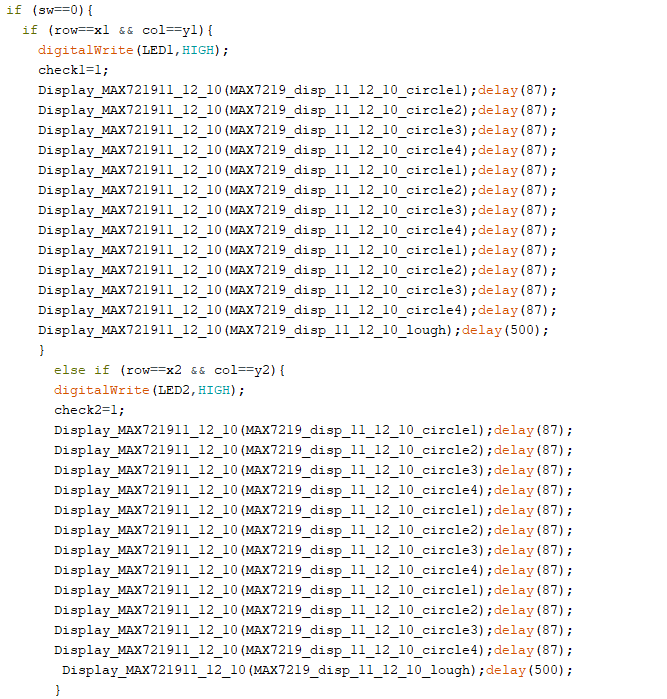 if (sw==0){
if (row==x1 && col==y1){
digitalWrite(LED1,HIGH);
check1=1;
Display_MAX721911_12_10(MAX7219_disp_11_12_10_circle1);delay(87);
Display_MAX721911_12_10(MAX7219_disp_11_12_10_circle2);delay(87);
Display_MAX721911_12_10(MAX7219_disp_11_12_10_circle3);delay(87);
Display_MAX721911_12_10(MAX7219_disp_11_12_10_circle4);delay(87);
Display_MAX721911_12_10(MAX7219_disp_11_12_10_circle1);delay(87);
Display_MAX721911_12_10(MAX7219_disp_11_12_10_circle2);delay(87);
Display_MAX721911_12_10(MAX7219_disp_11_12_10_circle3);delay(87);
Display_MAX721911_12_10(MAX7219_disp_11_12_10_circle4);delay(87);
Display_MAX721911_12_10(MAX7219_disp_11_12_10_circle1);delay(87);
Display_MAX721911_12_10(MAX7219_disp_11_12_10_circle2);delay(87);
Display_MAX721911_12_10(MAX7219_disp_11_12_10_circle3);delay(87);
Display_MAX721911_12_10(MAX7219_disp_11_12_10_circle4);delay(87);
Display_MAX721911_12_10(MAX7219_disp_11_12_10_lough);delay(500);
}
else if (row==x2 && col==y2){
digitalWrite(LED2,HIGH);
check2=1;
Display_MAX721911_12_10(MAX7219_disp_11_12_10_circle1);delay(87);
Display_MAX721911_12_10(MAX7219_disp_11_12_10_circle2);delay(87);
Display_MAX721911_12_10(MAX7219_disp_11_12_10_circle3);delay(87);
Display_MAX721911_12_10(MAX7219_disp_11_12_10_circle4);delay(87);
Display_MAX721911_12_10(MAX7219_disp_11_12_10_circle1);delay(87);
Display_MAX721911_12_10(MAX7219_disp_11_12_10_circle2);delay(87);
Display_MAX721911_12_10(MAX7219_disp_11_12_10_circle3);delay(87);
Display_MAX721911_12_10(MAX7219_disp_11_12_10_circle4);delay(87);
Display_MAX721911_12_10(MAX7219_disp_11_12_10_circle1);delay(87);
Display_MAX721911_12_10(MAX7219_disp_11_12_10_circle2);delay(87);
Display_MAX721911_12_10(MAX7219_disp_11_12_10_circle3);delay(87);
Display_MAX721911_12_10(MAX7219_disp_11_12_10_circle4);delay(87);
Display_MAX721911_12_10(MAX7219_disp_11_12_10_lough);delay(500);
}